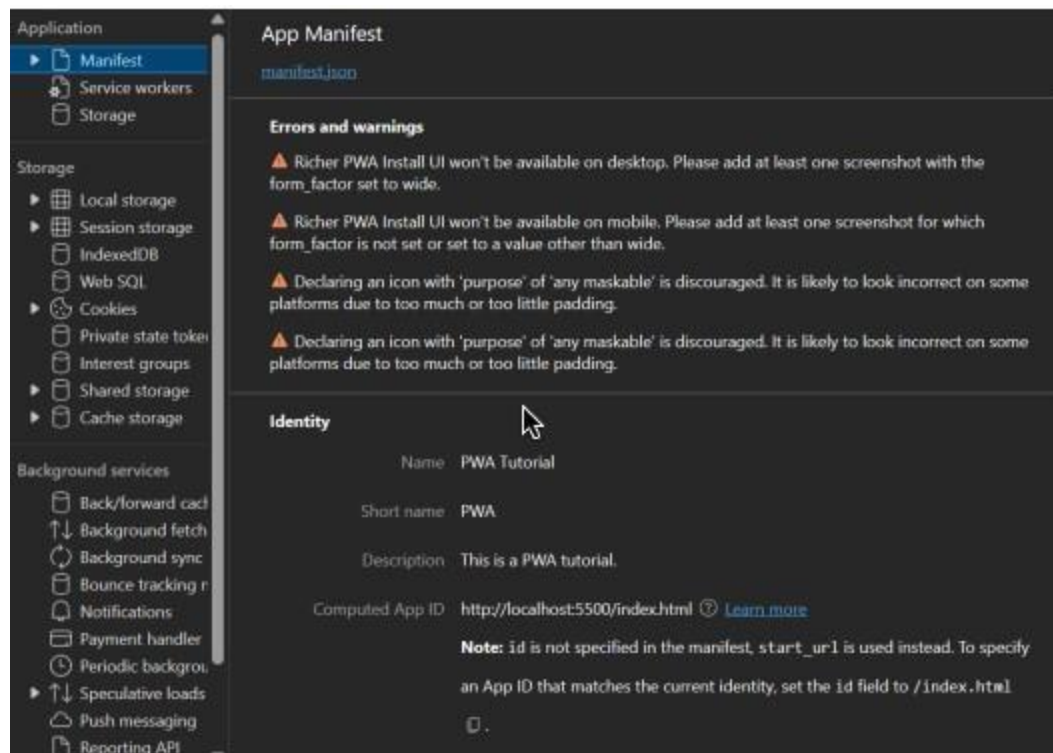 Application
Manifest
Service workers
Storage
Storage
Local storage
Session storage
IndexedDB
Web SQL
Cookies
Private state token
Interest groups
Shared storage
Cache storage
Background services
Back/forward cach
Background fetch
Background sync
Bounce tracking n
Notifications
Payment handler
Periodic backgrou
Speculative loads
Push messaging
Reporting API
App Manifest
manifest.json
Errors and warnings
Richer PWA Install UI won't be available on desktop. Please add at least one screenshot with the
form_factor set to wide.
Richer PWA Install UI won't be available on mobile. Please add at least one screenshot for which
form_factor is not set or set to a value other than wide.
Declaring an icon with 'purpose' of 'any maskable' is discouraged. It is likely to look incorrect on some
platforms due to too much or too little padding.
Declaring an icon with 'purpose' of 'any maskable' is discouraged. It is likely to look incorrect on some
platforms due to too much or too little padding.
Identity
Name PWA Tutorial
Short name PWA
Description This is a PWA tutorial.
Computed App ID http://localhost:5500/index.html Learn more
Note: id is not specified in the manifest, start_url is used instead. To specify
an App ID that matches the current identity, set the id field to /index.html
.